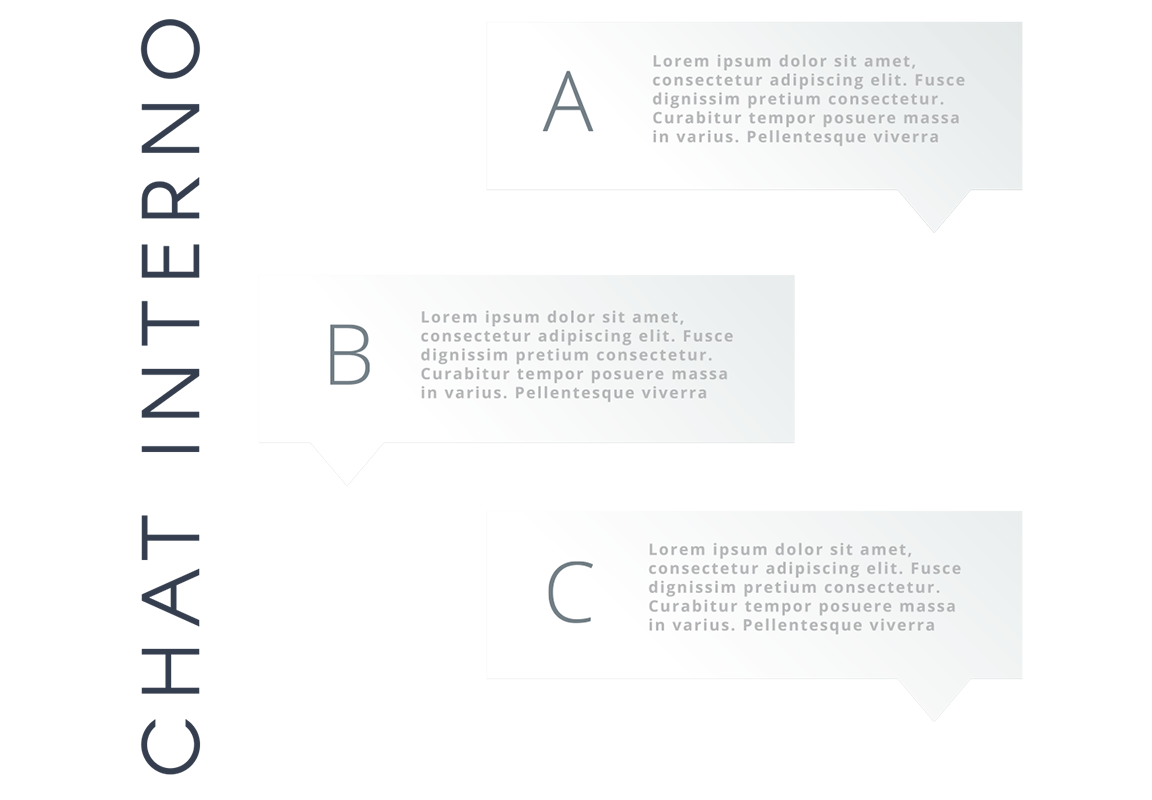 CHAT INTERNO
A
Lorem ipsum dolor sit amet,
consectetur adipiscing elit. Fusce
dignissim pretium consectetur.
Curabitur tempor posuere massa
in varius. Pellentesque viverra
B
Lorem ipsum dolor sit amet,
consectetur adipiscing elit. Fusce
dignissim pretium consectetur.
Curabitur tempor posuere massa
in varius. Pellentesque viverra
C
Lorem ipsum dolor sit amet,
consectetur adipiscing elit. Fusce
dignissim pretium consectetur.
Curabitur tempor posuere massa
in varius. Pellentesque viverra